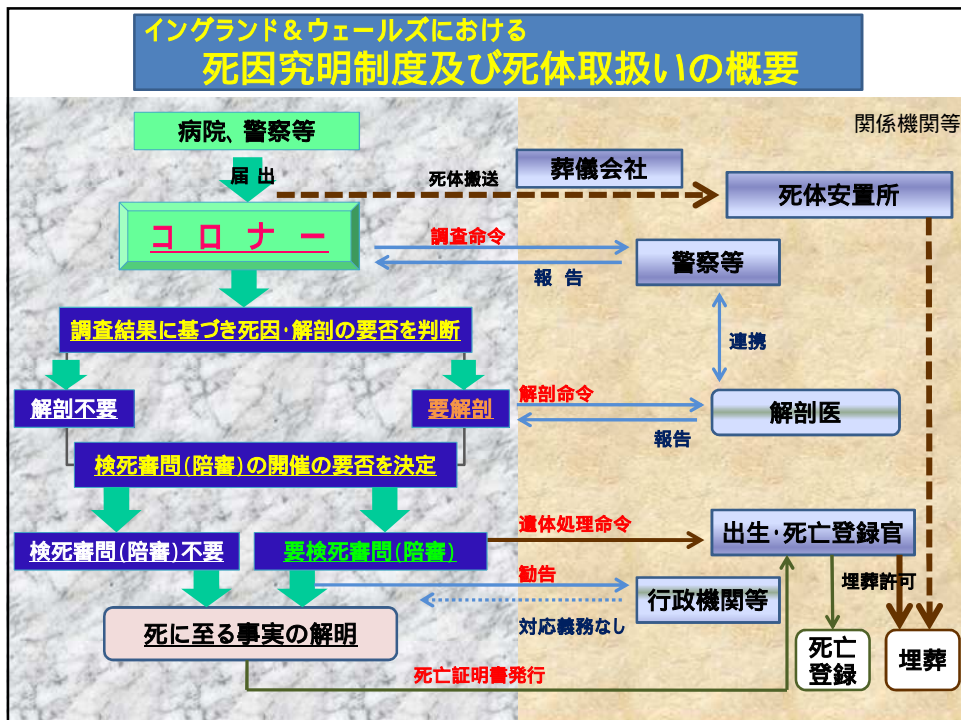 イングランド&ウェールズにおける
死因究明制度及び死体取扱いの概要
関係機関等
病院、警察等
届 出
死体搬送
葬儀会社
死体安置所
コ ロ ナ ー
調査命令
報 告
警察等
調査結果に基づき死因・解剖の要否を判断
連携
解剖不要
要解剖
解剖命令
報告
解剖医
検死審問(陪審)の開催の要否を決定
遺体処理命令
出生・死亡登録官
検死審問(陪審)不要
要検死審問(陪審)
勧告
行政機関等
埋葬許可
対応義務なし
死に至る事実の解明
死亡
登録
埋葬
死亡証明書発行